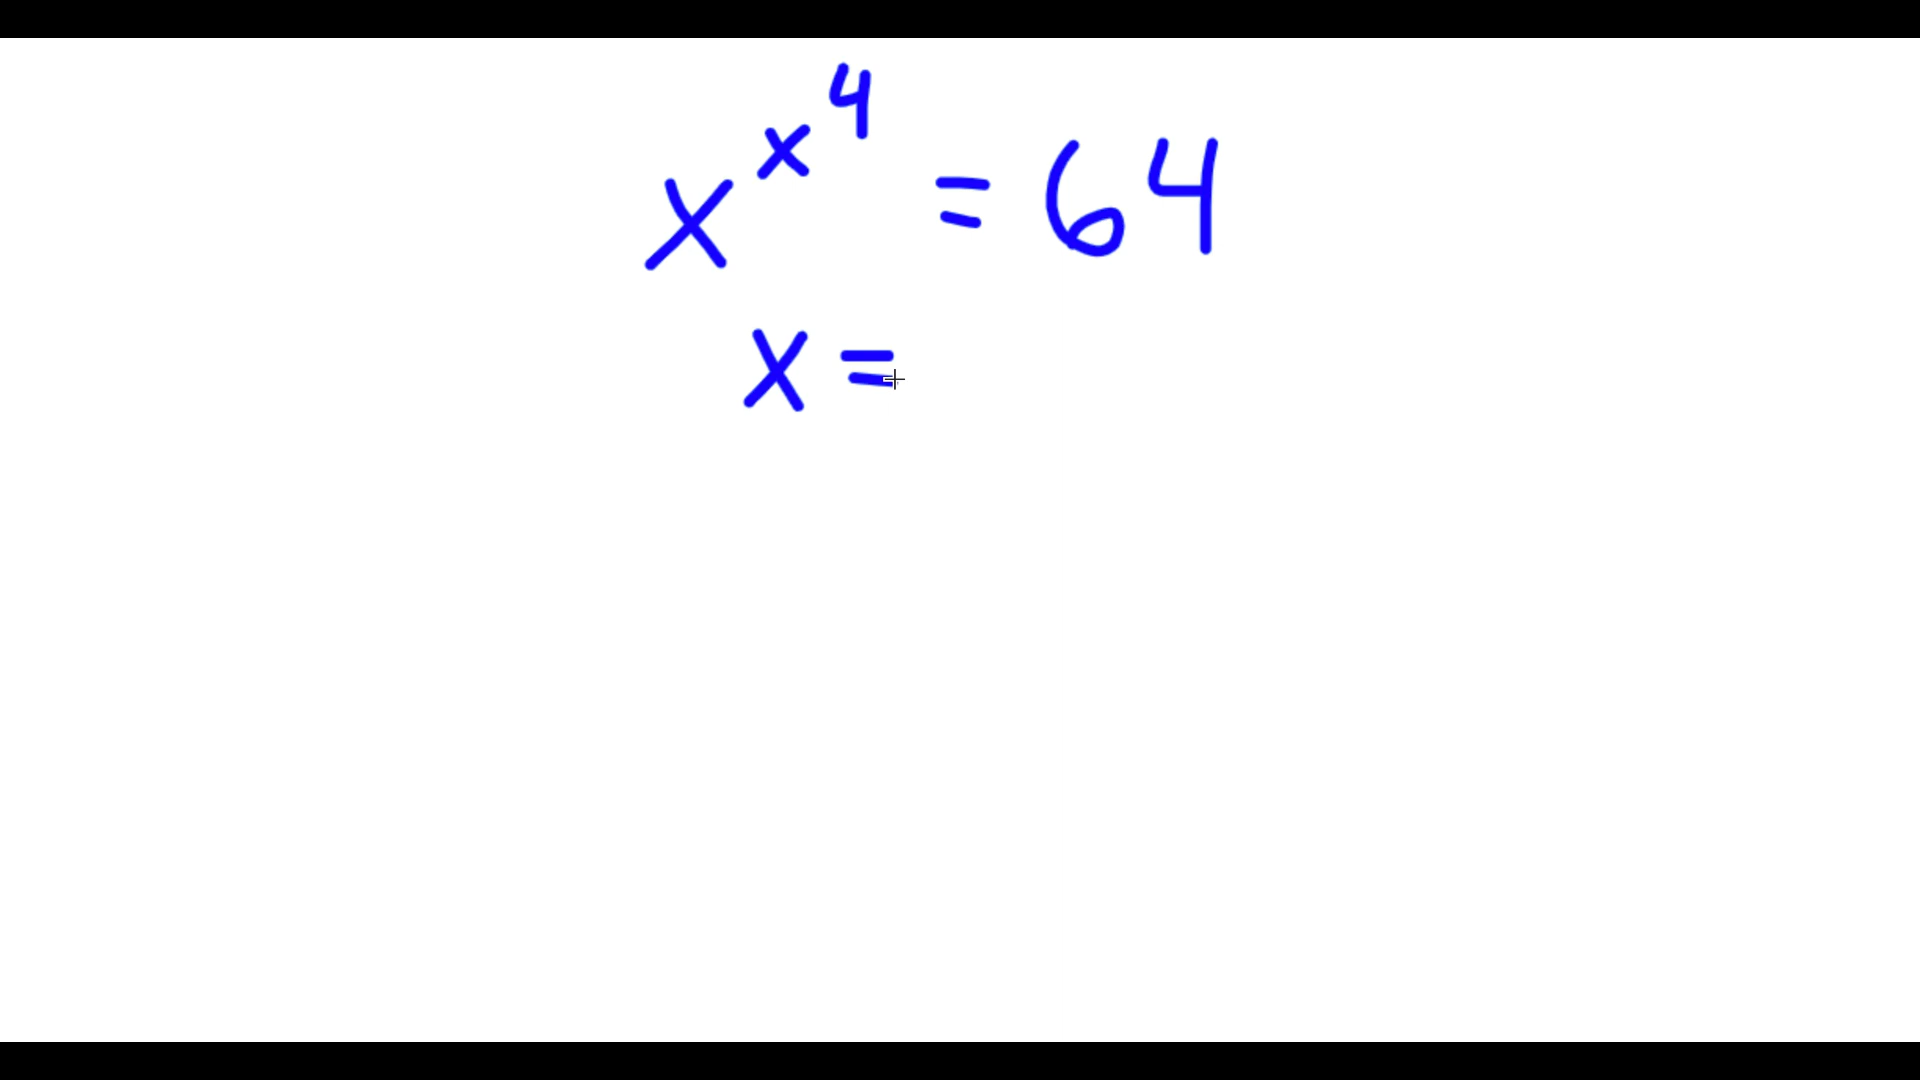 x^{x^4} = 64
x =